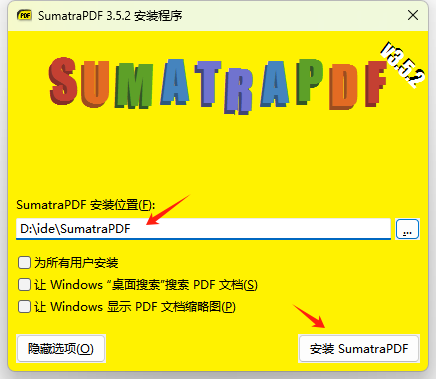 PDF SumatraPDF 3.5.2 安装程序
SUMATRAPDF
v3.5.2
SumatraPDF 安装位置(F):
D:\ide\SumatraPDF
...
为所有用户安装
让 Windows “桌面搜索”搜索 PDF 文档(S)
让 Windows 显示 PDF 文档缩略图(P)
隐藏选项(O)
安装 SumatraPDF